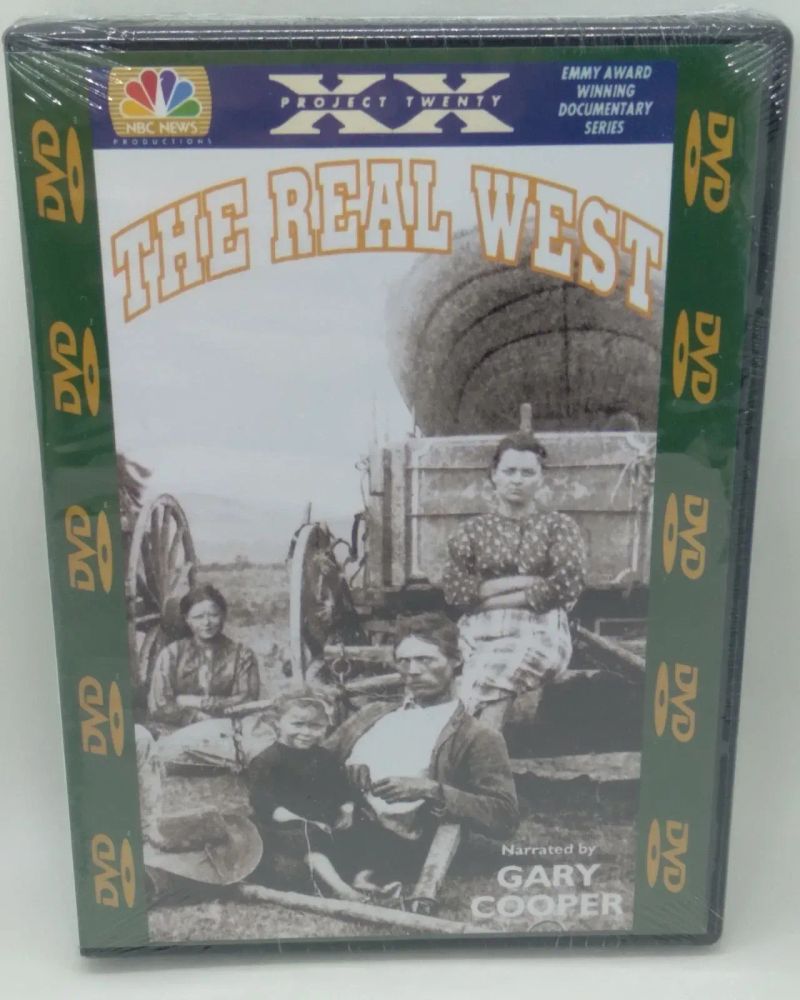 NBC NEWS
PRODUCTIONS
XX
PROJECT TWENTY
EMMY AWARD
WINNING
DOCUMENTARY
SERIES
THE REAL WEST
DVD
DVD
DVD
DVD
DVD
DVD
DVD
DVD
DVD
DVD
Narrated by
GARY
COOPER